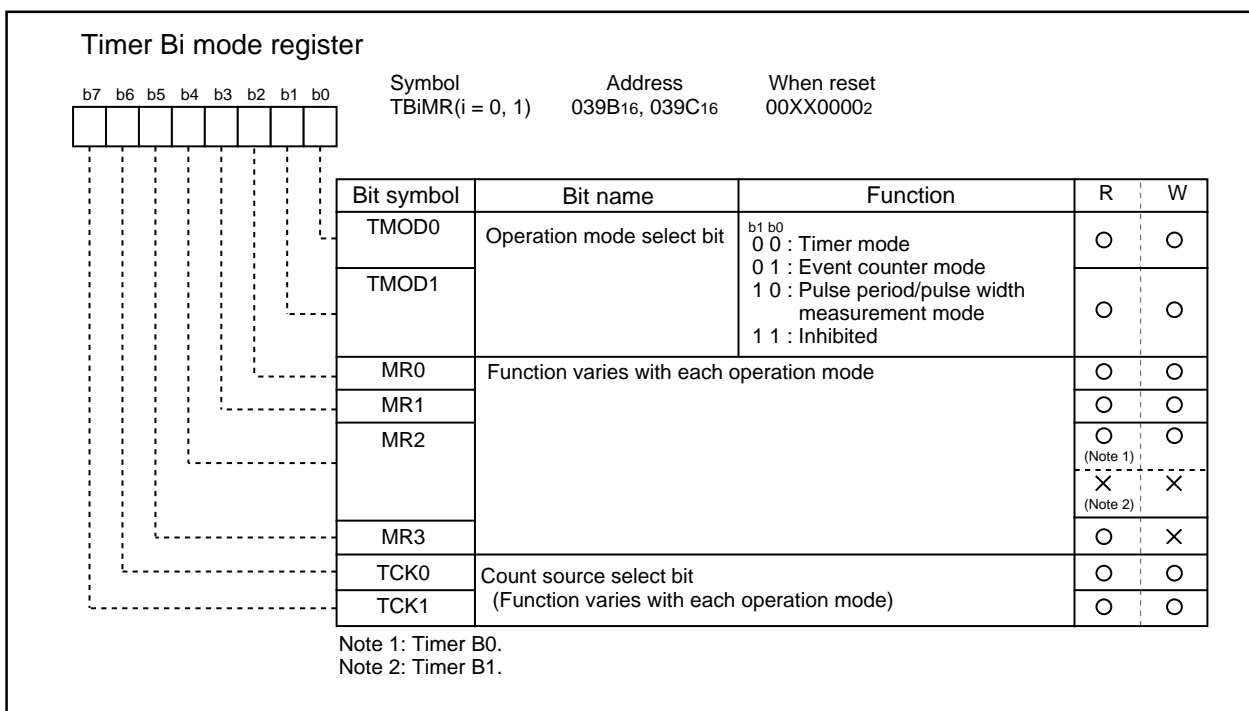 Timer Bi mode register
Symbol Address When reset
b7 b6 b5 b4 b3 b2 b1 b0
TBiMR(i = 0, 1) 039B16, 039C16 00XX00002
Bit symbol Bit name Function R W
TMOD0 Operation mode select bit
b1 b0
0 0 : Timer mode
0 1 : Event counter mode
TMOD1
1 0 : Pulse period/pulse width
measurement mode
1 1 : Inhibited
MR0 Function varies with each operation mode
MR1
MR2
(Note 1)
(Note 2)
MR3
TCK0 Count source select bit
TCK1 (Function varies with each operation mode)
Note 1: Timer B0.
Note 2: Timer B1.